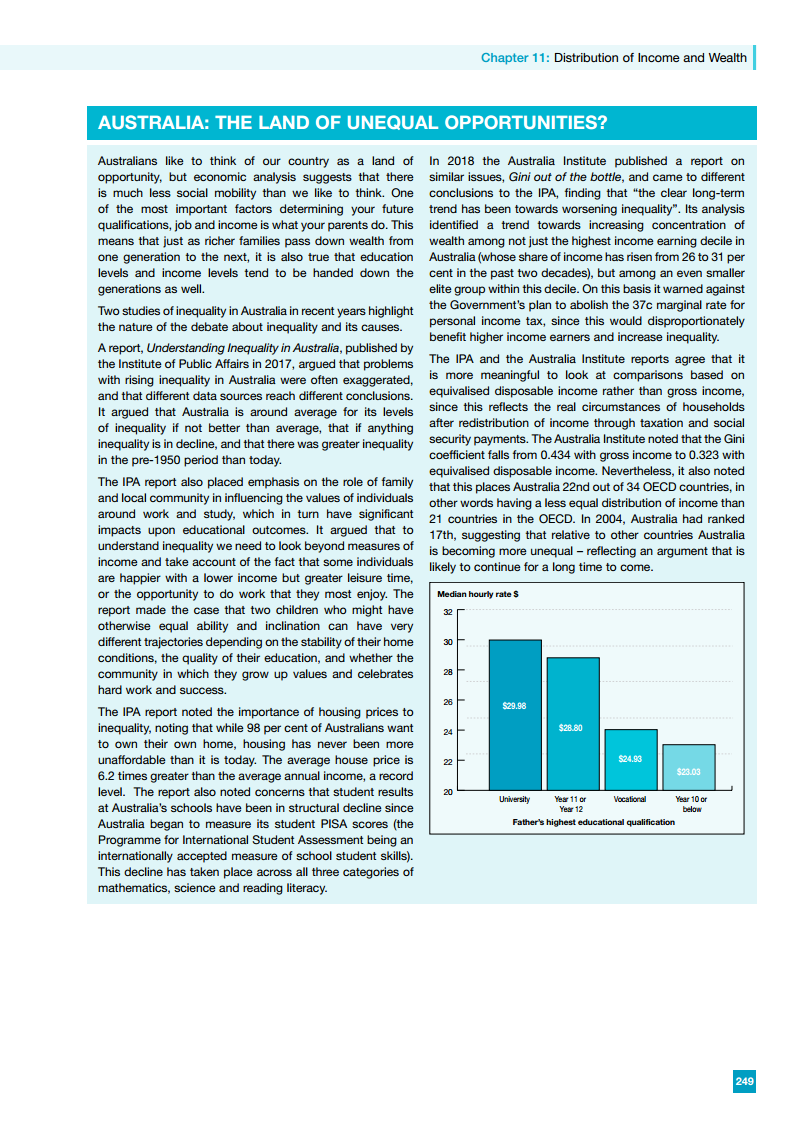 Chapter 11: Distribution of Income and Wealth
AUSTRALIA: THE LAND OF UNEQUAL OPPORTUNITIES?
Australians like to think of our country as a land of
opportunity, but economic analysis suggests that there
is much less social mobility than we like to think. One
of the most important factors determining your future
qualifications, job and income is what your parents do. This
means that just as richer families pass down wealth from
one generation to the next, it is also true that education
levels and income levels tend to be handed down the
generations as well.
Two studies of inequality in Australia in recent years highlight
the nature of the debate about inequality and its causes.
A report, Understanding Inequality in Australia, published by
the Institute of Public Affairs in 2017, argued that problems
with rising inequality in Australia were often exaggerated,
and that different data sources reach different conclusions.
It argued that Australia is around average for its levels
of inequality if not better than average, that if anything
inequality is in decline, and that there was greater inequality
in the pre-1950 period than today.
The IPA report also placed emphasis on the role of family
and local community in influencing the values of individuals
around work and study, which in turn have significant
impacts upon educational outcomes. It argued that to
understand inequality we need to look beyond measures of
income and take account of the fact that some individuals
are happier with a lower income but greater leisure time,
or the opportunity to do work that they most enjoy. The
report made the case that two children who might have
otherwise equal ability and inclination can have very
different trajectories depending on the stability of their home
conditions, the quality of their education, and whether the
community in which they grow up values and celebrates
hard work and success.
The IPA report noted the importance of housing prices to
inequality, noting that while 98 per cent of Australians want
to own their own home, housing has never been more
unaffordable than it is today. The average house price is
6.2 times greater than the average annual income, a record
level. The report also noted concerns that student results
at Australia's schools have been in structural decline since
Australia began to measure its student PISA scores (the
Programme for International Student Assessment being an
internationally accepted measure of school student skills).
This decline has taken place across all three categories of
mathematics, science and reading literacy.
In 2018 the Australia Institute published a report on
similar issues, Gini out of the bottle, and came to different
conclusions to the IPA, finding that "the clear long-term
trend has been towards worsening inequality". Its analysis
identified a trend towards increasing concentration of
wealth among not just the highest income earning decile in
Australia (whose share of income has risen from 26 to 31 per
cent in the past two decades), but among an even smaller
elite group within this decile. On this basis it warned against
the Government's plan to abolish the 37c marginal rate for
personal income tax, since this would disproportionately
benefit higher income earners and increase inequality.
The IPA and the Australia Institute reports agree that it
is more meaningful to look at comparisons based on
equivalised disposable income rather than gross income,
since this reflects the real circumstances of households
after redistribution of income through taxation and social
security payments. The Australia Institute noted that the Gini
coefficient falls from 0.434 with gross income to 0.323 with
equivalised disposable income. Nevertheless, it also noted
that this places Australia 22nd out of 34 OECD countries, in
other words having a less equal distribution of income than
21 countries in the OECD. In 2004, Australia had ranked
17th, suggesting that relative to other countries Australia
is becoming more unequal – reflecting an argument that is
likely to continue for a long time to come.
Median hourly rate $
32
30
28
26
24
22
20
$29.98
$28.80
$24.93
$23.03
University
Year 11 or
Year 12
Vocational
Year 10 or
below
Father's highest educational qualification
249